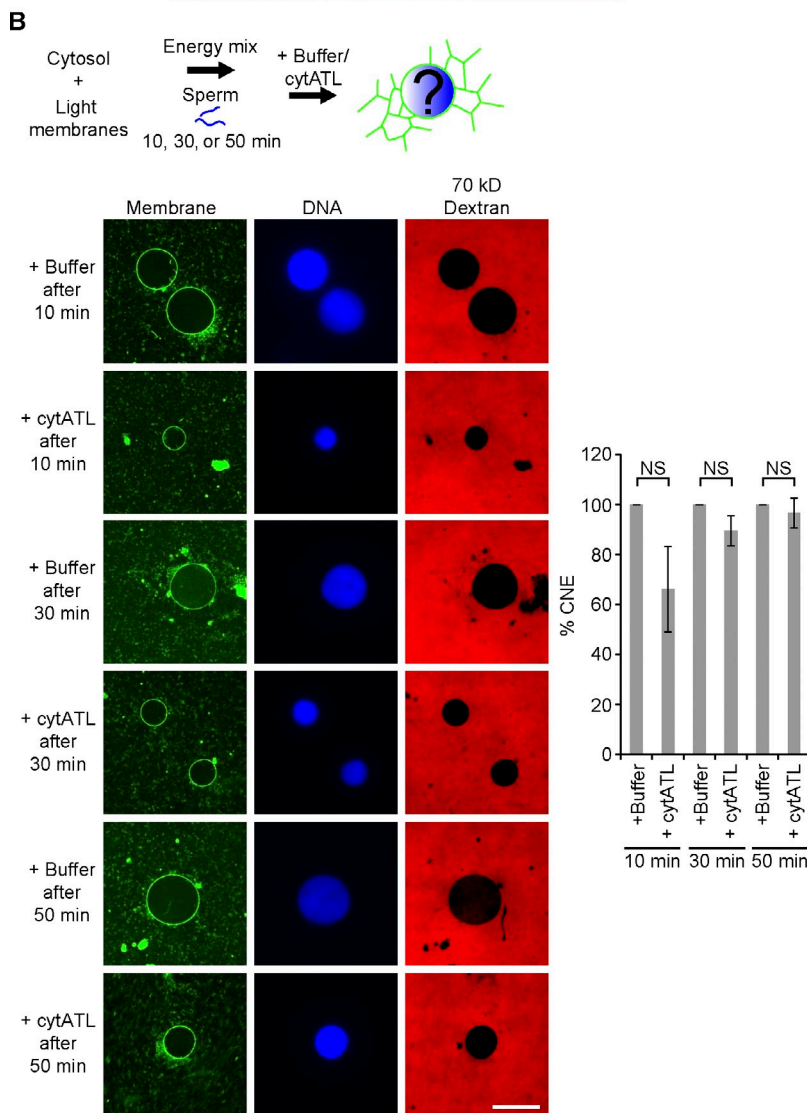 B
Cytosol
+
Light
membranes
Energy mix
Sperm
10, 30, or 50 min
+ Buffer/
cytATL
?
Membrane
DNA
70 kD
Dextran
+ Buffer
after
10 min
+ cytATL
after
10 min
+ Buffer
after
30 min
+ cytATL
after
30 min
+ Buffer
after
50 min
+ cytATL
after
50 min
% CNE
120
100
80
60
40
20
0
NS
NS
NS
+Buffer
+ cytATL
+Buffer
+ cytATL
+Buffer
+ cytATL
10 min
30 min
50 min